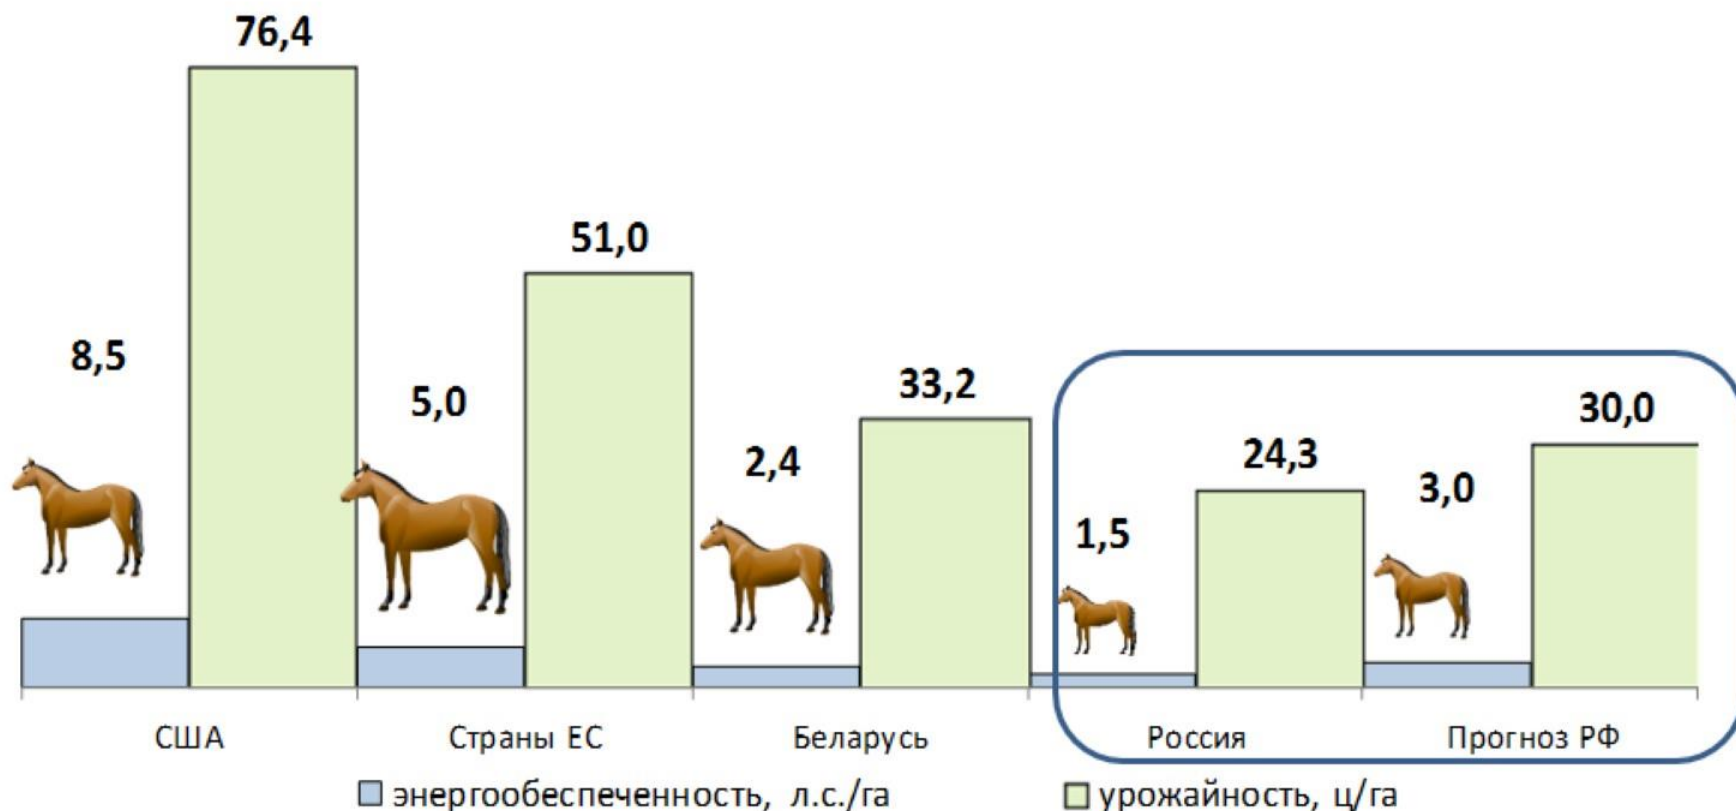 76,4
51,0
8,5
5,0
33,2
30,0
2,4
24,3
3,0
1,5
США
Страны ЕС
Беларусь
Россия
Прогноз РФ
энергообеспеченность, л.с./га
урожайность, ц/га